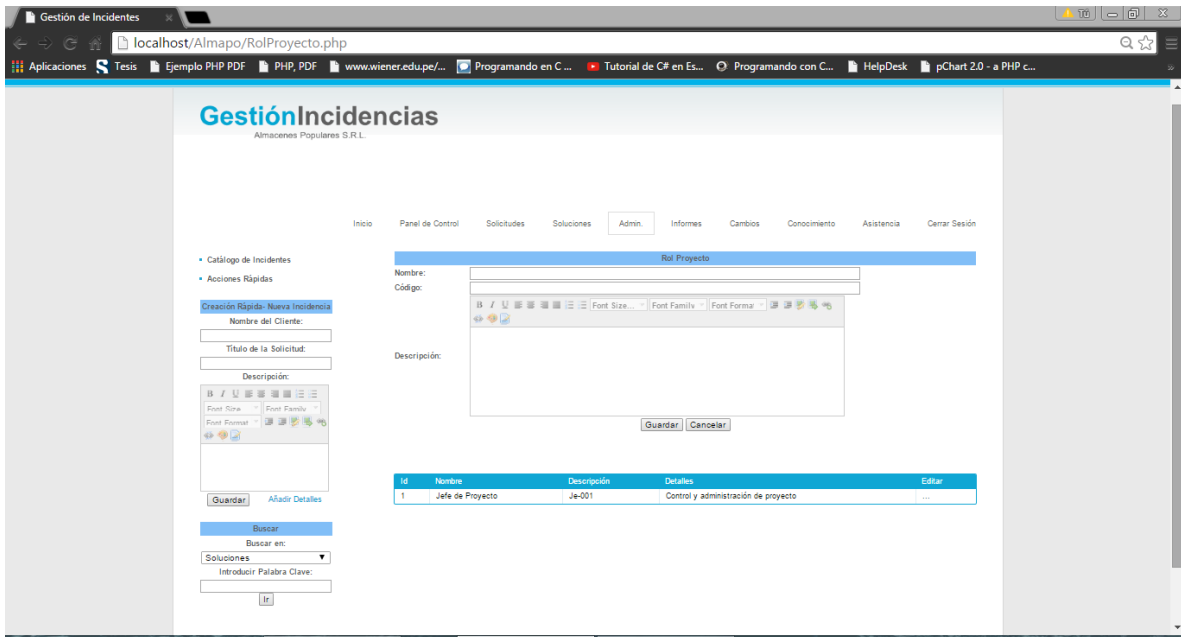 Gestión de Incidentes
Tú
localhost/Almapo/RolProyecto.php
Aplicaciones Tesis Ejemplo PHP PDF PHP, PDF www.wiener.edu.pe/... Programando en C ... Tutorial de C# en Es... Programando con C... HelpDesk pChart 2.0 - a PHP c... »
GestiónIncidencias
Almacenes Populares S.R.L.
Inicio Panel de Control Solicitudes Soluciones Admin. Informes Cambios Conocimiento Asistencia Cerrar Sesión
Catàlogo de Incidentes
Acciones Ràpidas
Creación Ràpida- Nueva Incidencia
Nombre del Cliente:
Título de la Solicitud:
Descripción:
B I U
Font Size... Font Family
Font Format
Guardar Añadir Detalles
Buscar
Buscar en:
Soluciones
Introducir Palabra Clave:
Ir
Rol Proyecto
Nombre:
Código:
B I U Font Size... Font Family Font Format
Descripción:
Guardar Cancelar
Id Nombre Descripción Detalles Editar
1 Jefe de Proyecto Je-001 Control y administración de proyecto ...